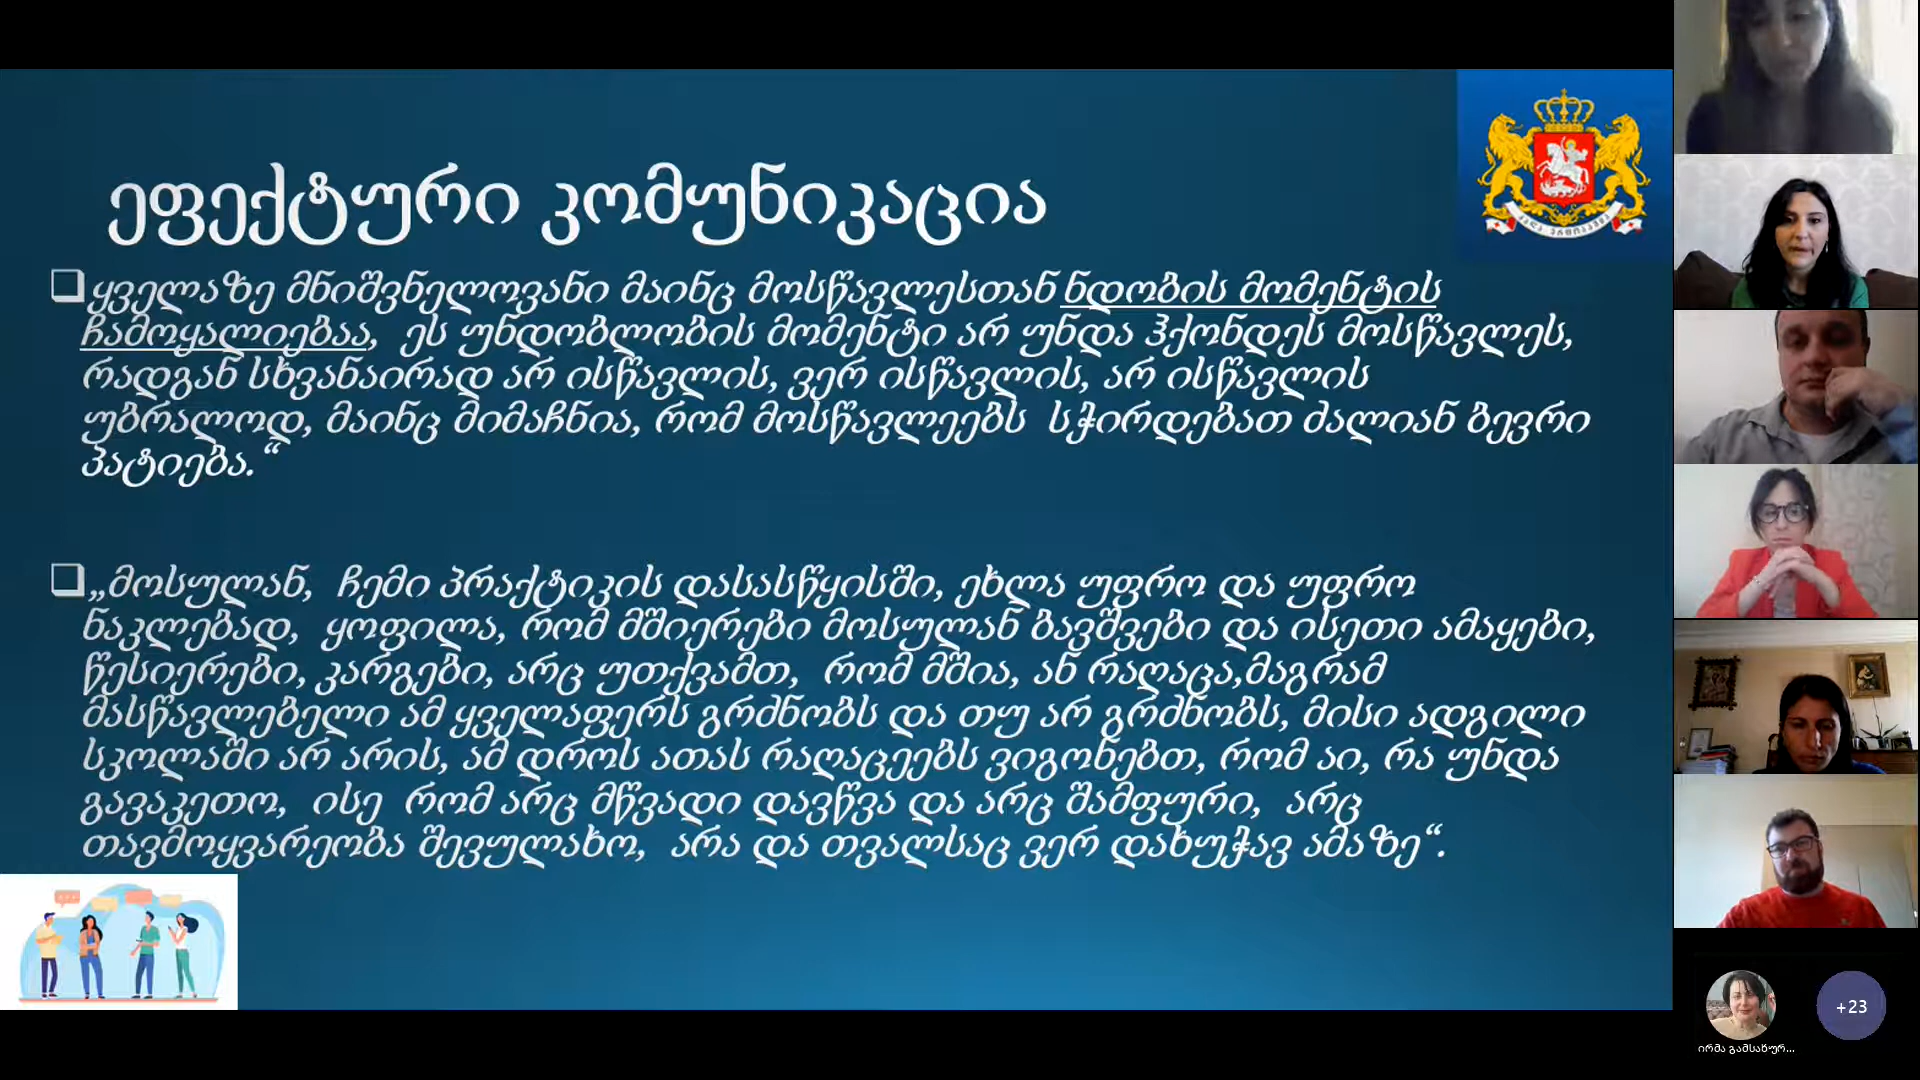 ეფექტური კომუნიკაცია
ყველაზე მნიშვნელოვანი მაინც მოსწავლესთან ნდობის მომენტის
ჩამოყალიებაა, ეს უნდობლობის მომენტი არ უნდა ჰქონდეს მოსწავლეს,
რადგან სხვანაირად არ ისწავლის, ვერ ისწავლის, არ ისწავლის
უბრალოდ, მაინც მიმაჩნია, რომ მოსწავლეებს სჭირდებათ ძალიან ბევრი
პატიება.“
„მოსულან, ჩემი პრაქტიკის დასასწყისში, ეხლა უფრო და უფრო
ნაკლებად, ყოფილა, რომ მშიერები მოსულან ბავშვები და ისეთი ამაყები,
წესიერები, კარგები, არც უთქვამთ, რომ მშია, ან რაღაცა,მაგრამ
მასწავლებელი ამ ყველაფერს გრძნობს და თუ არ გრძნობს, მისი ადგილი
სკოლაში არ არის, ამ დროს ათას რაღაცეებს ვიგონებთ, რომ აი, რა უნდა
გავაკეთო, ისე რომ არც მწვადი დავწვა და არც შამფური, არც
თავმოყვარეობა შევულახო, არა და თვალსაც ვერ დახუჭავ ამაზე“.
+23
ირმა გამსახურ...